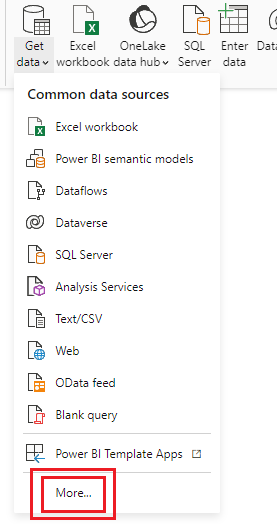 Get data
Excel workbook
OneLake data hub
SQL Server
Enter data
Common data sources
Excel workbook
Power BI semantic models
Dataflows
Dataverse
SQL Server
Analysis Services
Text/CSV
Web
OData feed
Blank query
Power BI Template Apps
More...